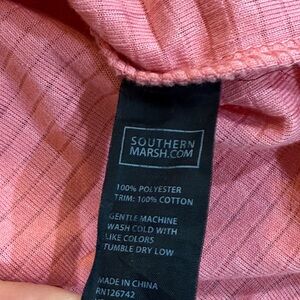 SOUTHERN
MARSH.COM
100% POLYESTER
TRIM: 100% COTTON
GENTLE MACHINE
WASH COLD WITH
LIKE COLORS
TUMBLE DRY LOW
MADE IN CHINA
RN126742